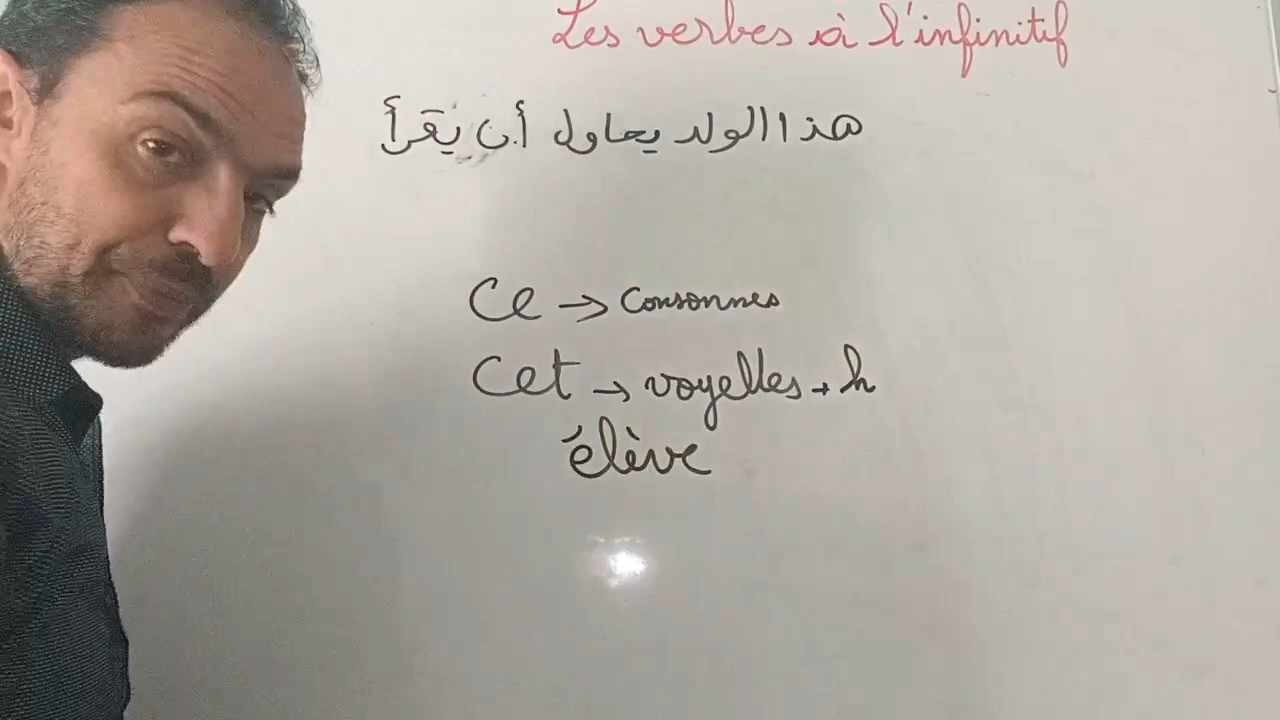 Les verbes à l'infinitif
هذا الولد يحاول أن يقرأ
Ce → consonnes
Cet → voyelles + h
élève